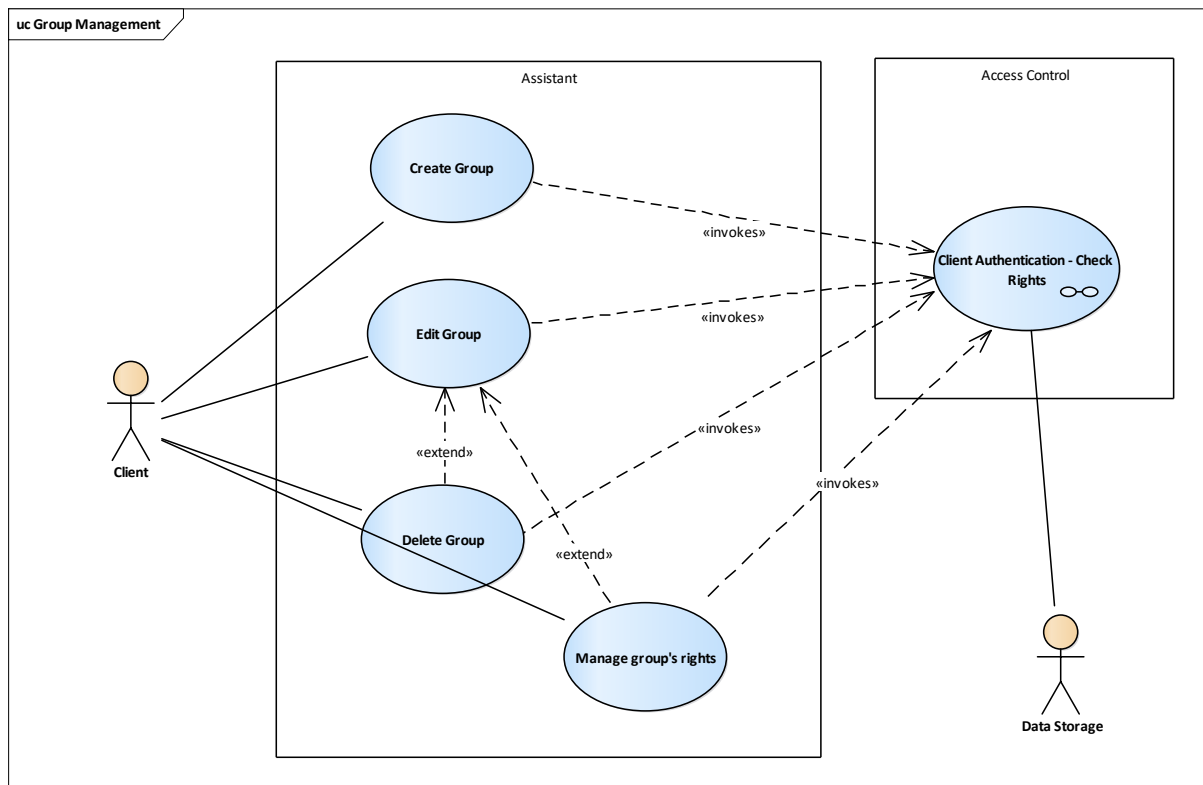 uc Group Management
Assistant
Access Control
Create Group
«invokes»
Client Authentication - Check
Rights
Edit Group
«invokes»
«extend»
«invokes»
Client
«invokes»
Delete Group
«extend»
Manage group's rights
Data Storage